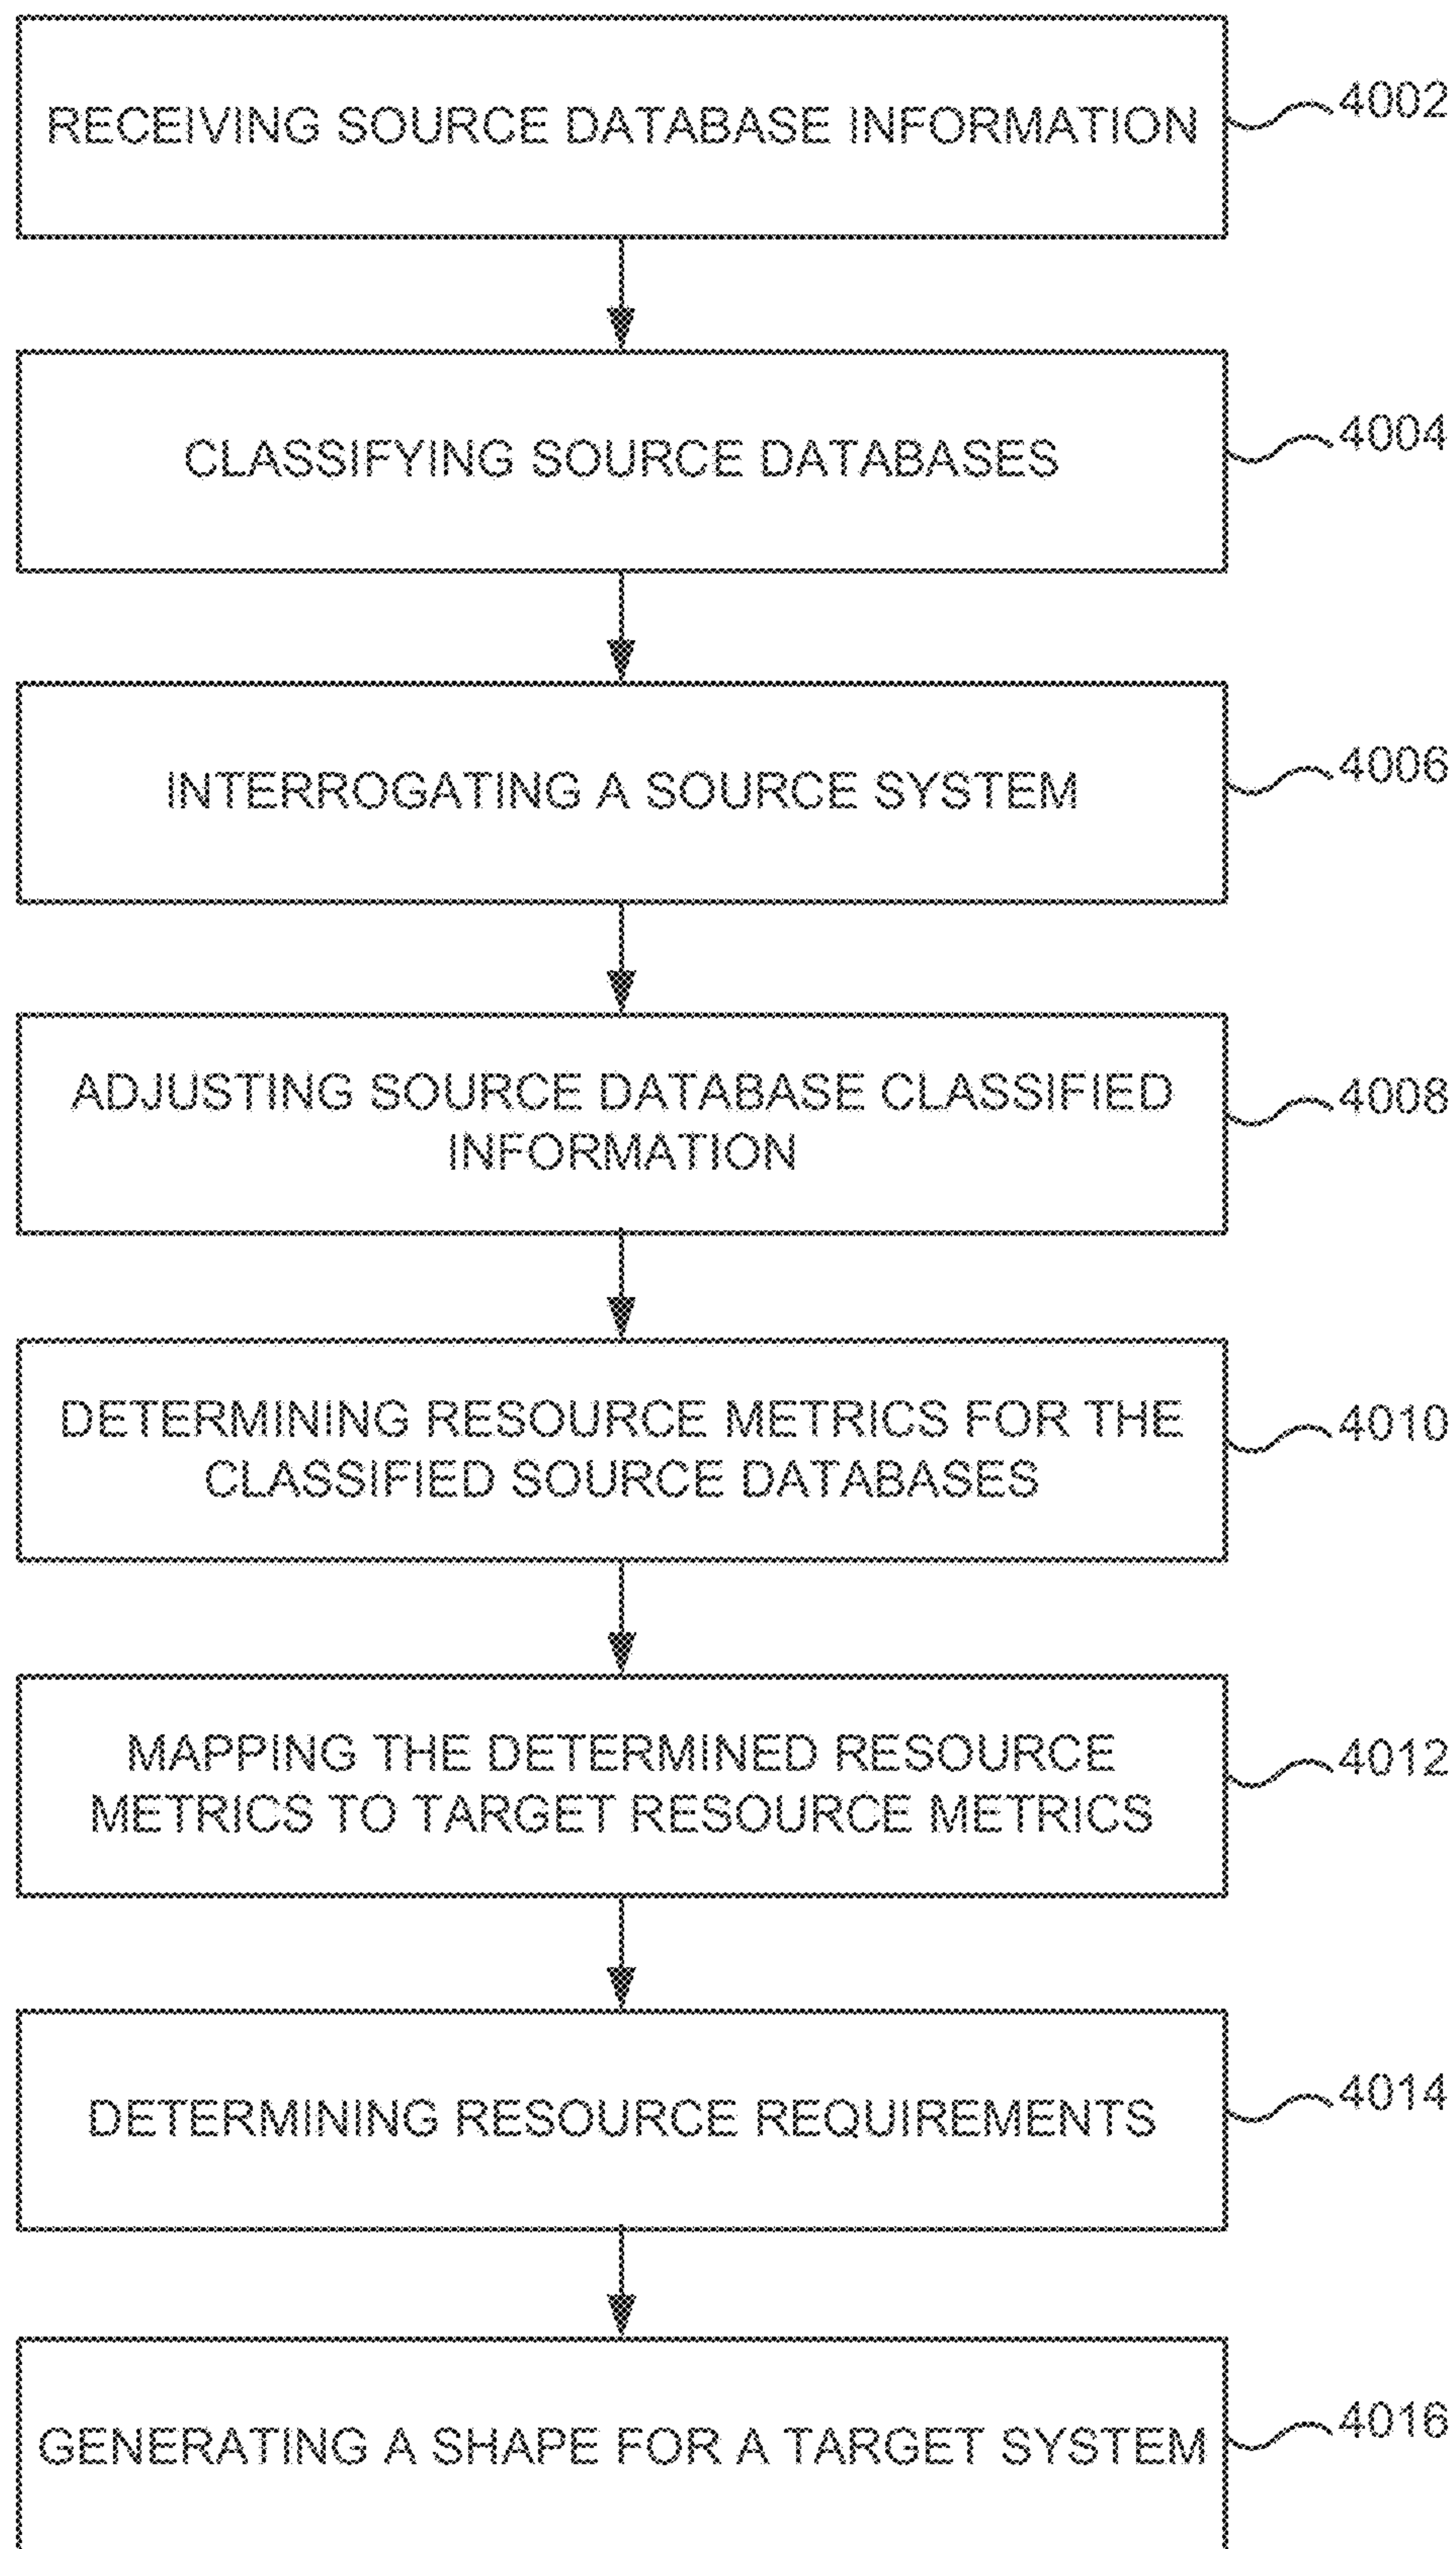 RECEIVING SOURCE DATABASE INFORMATION
4002
CLASSIFYING SOURCE DATABASES
4004
INTERROGATING A SOURCE SYSTEM
4006
ADJUSTING SOURCE DATABASE CLASSIFIED
INFORMATION
4008
DETERMINING RESOURCE METRICS FOR THE
CLASSIFIED SOURCE DATABASES
4010
MAPPING THE DETERMINED RESOURCE
METRICS TO TARGET RESOURCE METRICS
4012
DETERMINING RESOURCE REQUIREMENTS
4014
GENERATING A SHAPE FOR A TARGET SYSTEM
4016